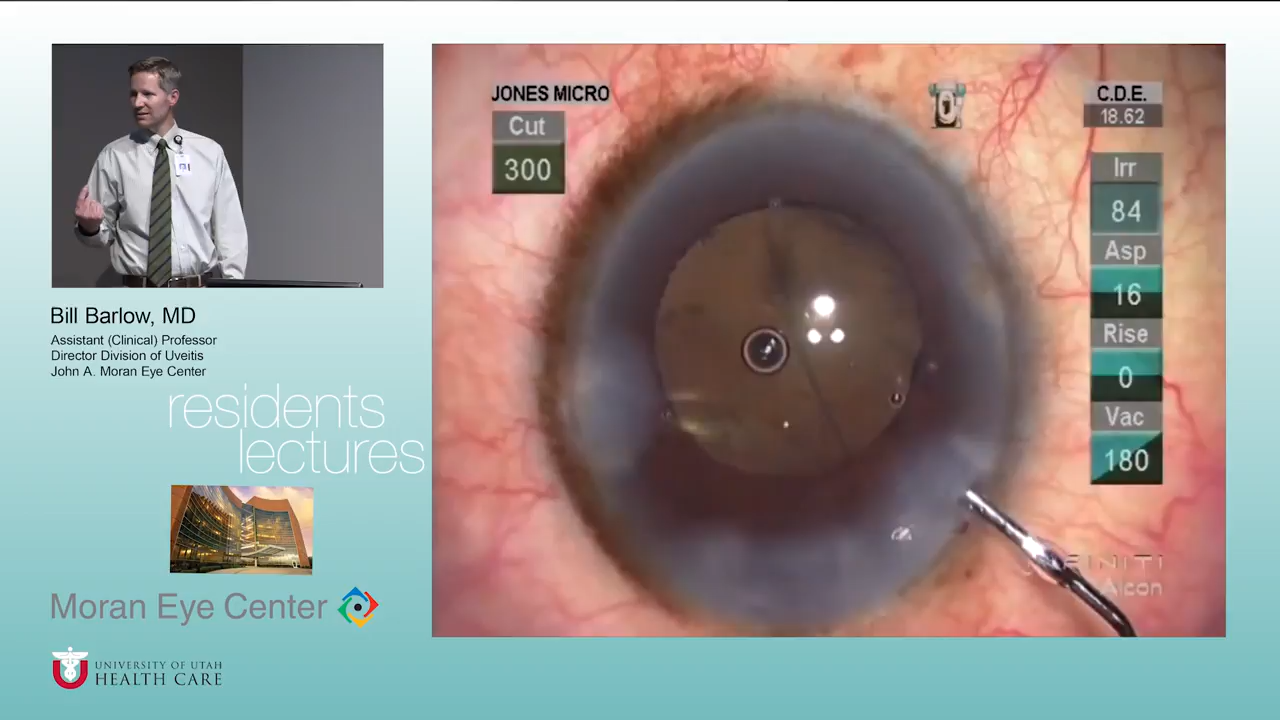 JONES MICRO
Cut
300
C.D.E.
18.62
Irr
84
Asp
16
Rise
0
Vac
180
Alcon
Bill Barlow, MD
Assistant (Clinical) Professor
Director Division of Uveitis
John A. Moran Eye Center
residents
lectures
Moran Eye Center
UNIVERSITY OF UTAH
HEALTH CARE